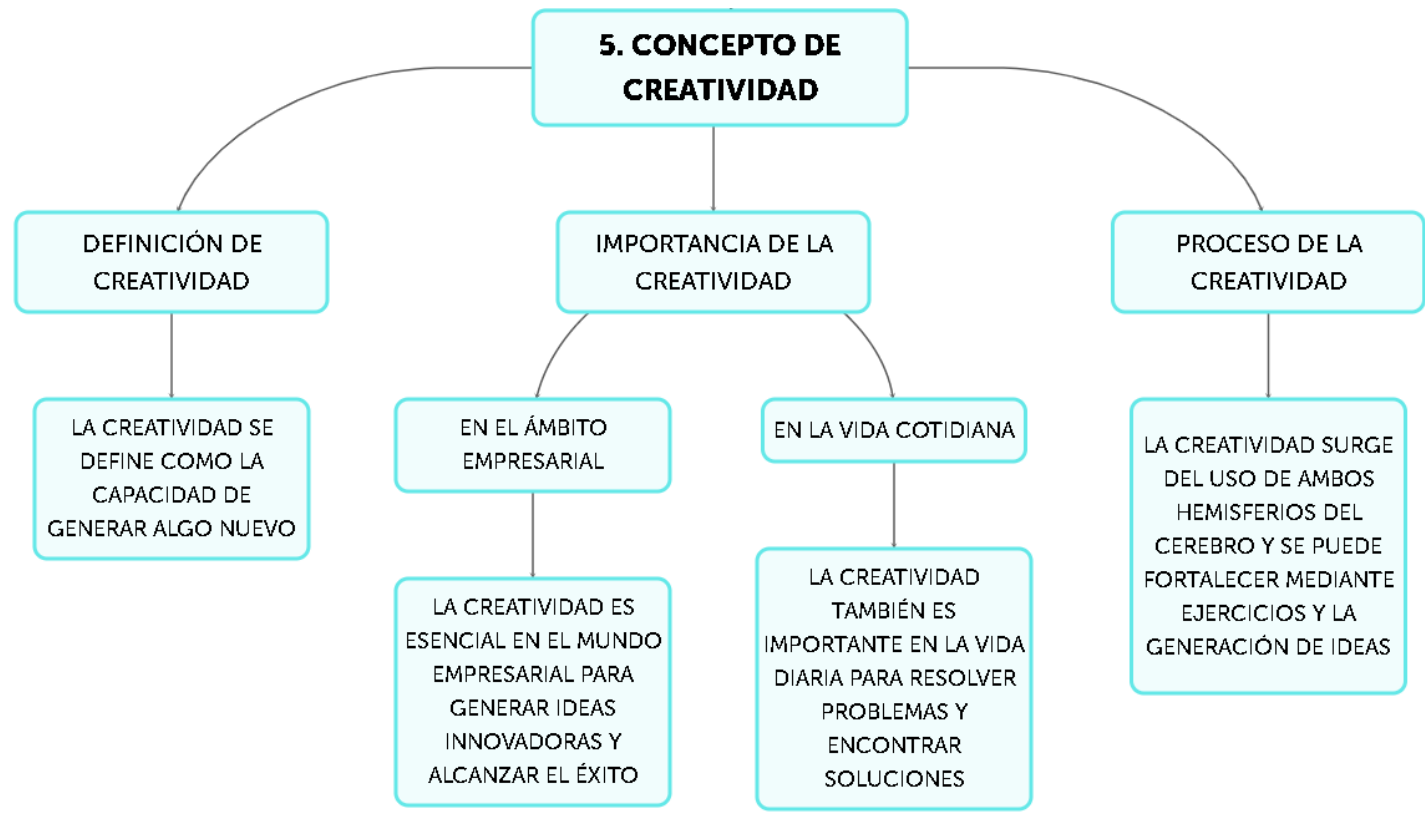 5. CONCEPTO DE
CREATIVIDAD
DEFINICIÓN DE
CREATIVIDAD
IMPORTANCIA DE LA
CREATIVIDAD
PROCESO DE LA
CREATIVIDAD
LA CREATIVIDAD SE
DEFINE COMO LA
CAPACIDAD DE
GENERAR ALGO NUEVO
EN EL ÁMBITO
EMPRESARIAL
EN LA VIDA COTIDIANA
LA CREATIVIDAD SURGE
DEL USO DE AMBOS
HEMISFERIOS DEL
CEREBRO Y SE PUEDE
FORTALECER MEDIANTE
EJERCICIOS Y LA
GENERACIÓN DE IDEAS
LA CREATIVIDAD ES
ESENCIAL EN EL MUNDO
EMPRESARIAL PARA
GENERAR IDEAS
INNOVADORAS Y
ALCANZAR EL ÉXITO
LA CREATIVIDAD
TAMBIÉN ES
IMPORTANTE EN LA VIDA
DIARIA PARA RESOLVER
PROBLEMAS Y
ENCONTRAR
SOLUCIONES